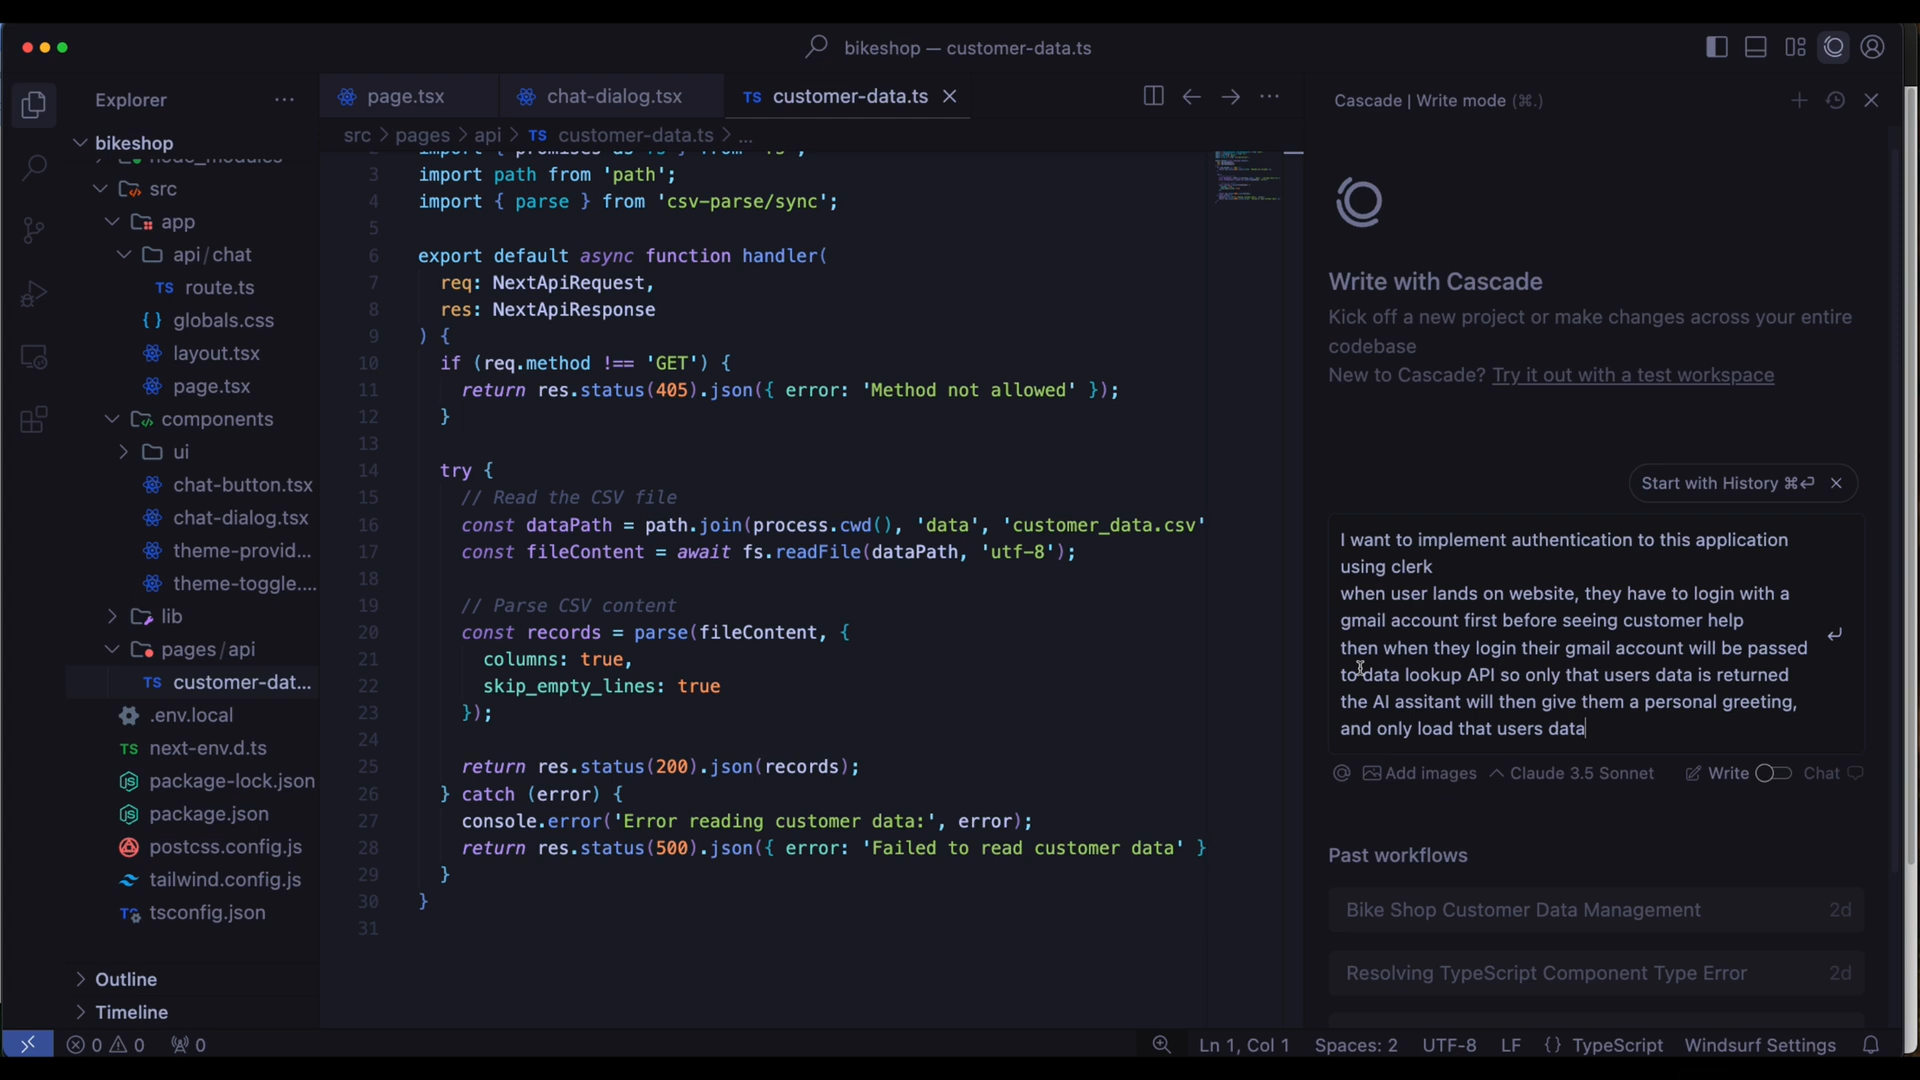 bikeshop — customer-data.ts
Explorer
bikeshop
node_modules
src
app
api/chat
TS route.ts
{ } globals.css
layout.tsx
page.tsx
components
ui
chat-button.tsx
chat-dialog.tsx
theme-provid...
theme-toggle....
lib
pages/api
TS customer-dat...
.env.local
TS next-env.d.ts
package-lock.json
package.json
postcss.config.js
tailwind.config.js
tsconfig.json
Outline
Timeline
page.tsx
chat-dialog.tsx
TS customer-data.ts
src > pages > api > TS customer-data.ts > ...
3 import path from 'path';
4 import { parse } from 'csv-parse/sync';
5
6 export default async function handler(
7 req: NextApiRequest,
8 res: NextApiResponse
9 ) {
10 if (req.method !== 'GET') {
11 return res.status(405).json({ error: 'Method not allowed' });
12 }
13
14 try {
15 // Read the CSV file
16 const dataPath = path.join(process.cwd(), 'data', 'customer_data.csv'
17 const fileContent = await fs.readFile(dataPath, 'utf-8');
18
19 // Parse CSV content
20 const records = parse(fileContent, {
21 columns: true,
22 skip_empty_lines: true
23 });
24
25 return res.status(200).json(records);
26 } catch (error) {
27 console.error('Error reading customer data:', error);
28 return res.status(500).json({ error: 'Failed to read customer data' }
29 }
30 }
31
Cascade | Write mode (⌘.)
Write with Cascade
Kick off a new project or make changes across your entire
codebase
New to Cascade? Try it out with a test workspace
Start with History ⌘⏎ ×
I want to implement authentication to this application
using clerk
when user lands on website, they have to login with a
gmail account first before seeing customer help
then when they login their gmail account will be passed
to data lookup API so only that users data is returned
the AI assitant will then give them a personal greeting,
and only load that users data
@ Add images Claude 3.5 Sonnet Write Chat
Past workflows
Bike Shop Customer Data Management 2d
Resolving TypeScript Component Type Error 2d
0 0 0
Ln 1, Col 1 Spaces: 2 UTF-8 LF { } TypeScript Windsurf Settings